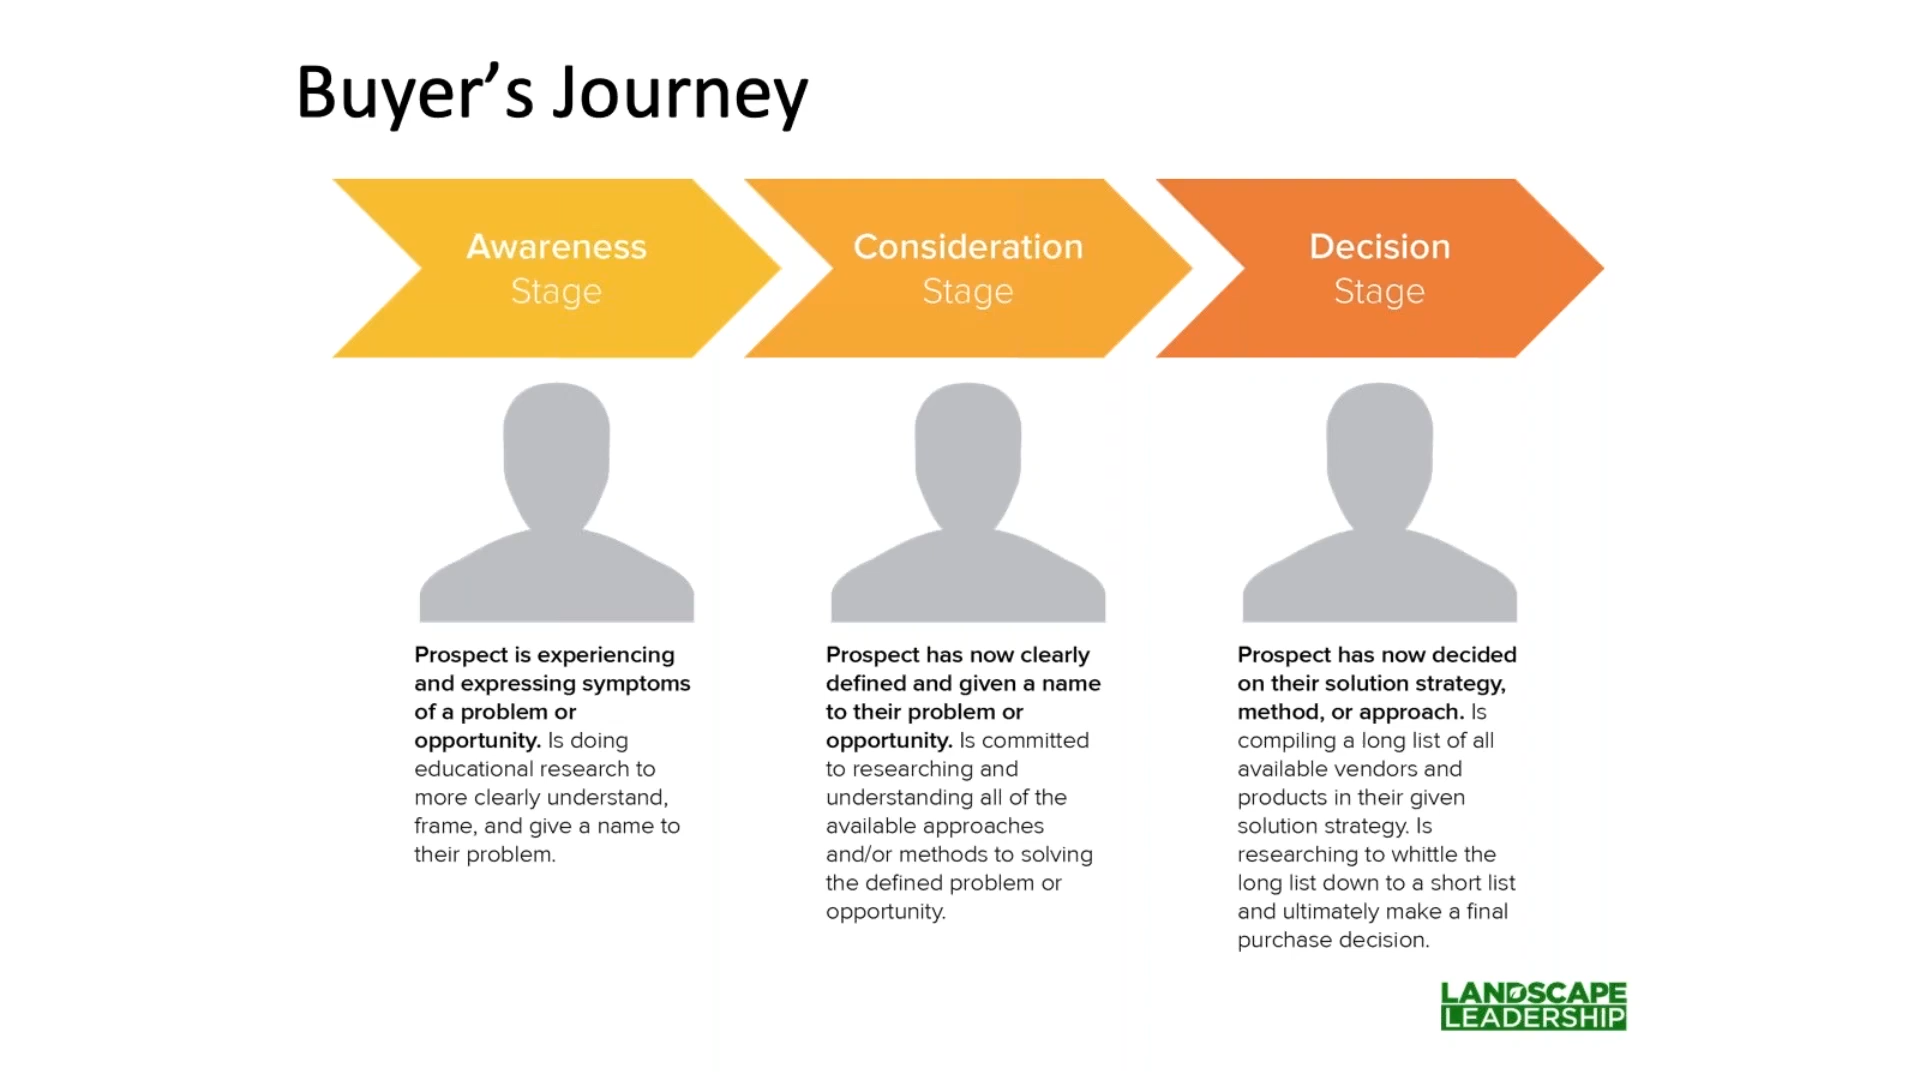 Buyer’s Journey
Awareness
Stage
Consideration
Stage
Decision
Stage
Prospect is experiencing
and expressing symptoms
of a problem or
opportunity. Is doing
educational research to
more clearly understand,
frame, and give a name to
their problem.
Prospect has now clearly
defined and given a name
to their problem or
opportunity. Is committed
to researching and
understanding all of the
available approaches
and/or methods to solving
the defined problem or
opportunity.
Prospect has now decided
on their solution strategy,
method, or approach. Is
compiling a long list of all
available vendors and
products in their given
solution strategy. Is
researching to whittle the
long list down to a short list
and ultimately make a final
purchase decision.
LANDSCAPE
LEADERSHIP